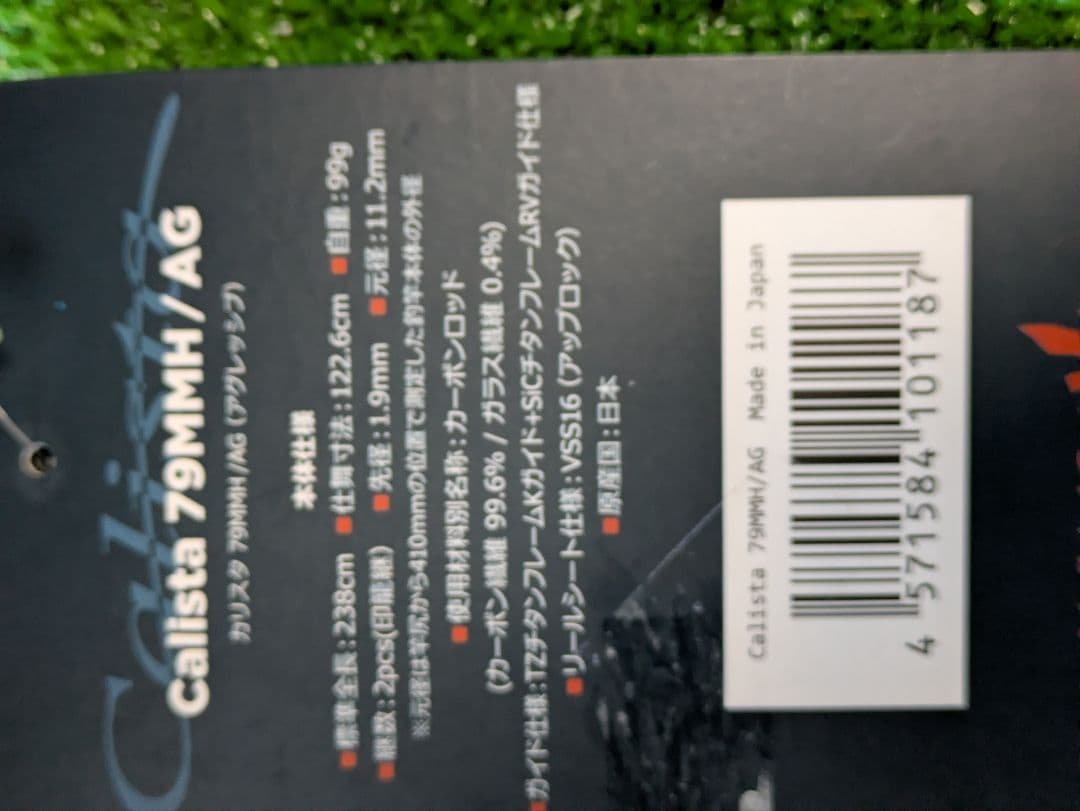 Calista
Calista 79MMH/AG
カリスタ 79MMH/AG (アグレッシブ)
本体仕様
■標準全長:238cm ■仕舞寸法:122.6cm ■自重:99g
■継数:2pcs(印籠継) ■先径:1.9mm ■元径:11.2mm
※元径は竿尻から410mmの位置で測定した釣竿本体の外径
■使用材料別名称:カーボンロッド
(カーボン繊維 99.6% / ガラス繊維 0.4%)
■ガイド仕様:TZチタンフレームKガイド+SiCチタンフレームRVガイド仕様
■リールシート仕様:VSS16 (アップロック)
■原産国:日本
Calista 79MMH/AG Made in Japan
4 571584 101187